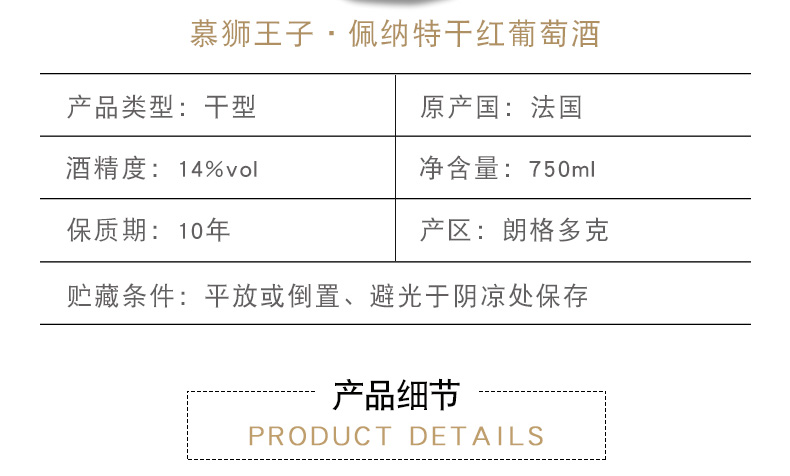 慕狮王子·佩纳特干红葡萄酒
产品类型：干型 原产国：法国
酒精度：14%vol 净含量：750ml
保质期：10年 产区：朗格多克
贮藏条件：平放或倒置、避光于阴凉处保存
产品细节
PRODUCT DETAILS